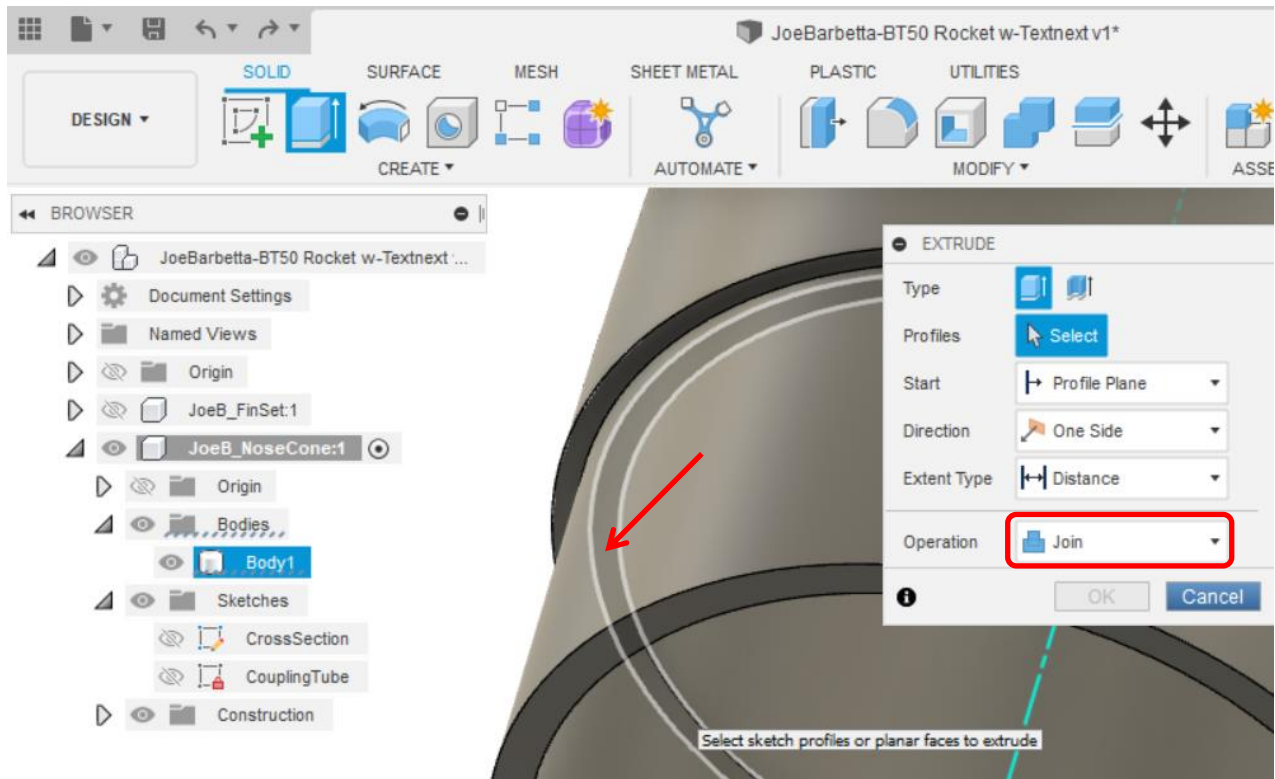 JoeBarbetta-BT50 Rocket w-Textnext v1*
SOLID SURFACE MESH SHEET METAL PLASTIC UTILITIES
DESIGN
CREATE AUTOMATE MODIFY ASSE
BROWSER
JoeBarbetta-BT50 Rocket w-Textnext ...
Document Settings
Named Views
Origin
JoeB_FinSet:1
JoeB_NoseCone:1
Origin
Bodies
Body1
Sketches
CrossSection
CouplingTube
Construction
EXTRUDE
Type
Profiles Select
Start Profile Plane
Direction One Side
Extent Type Distance
Operation Join
OK Cancel
Select sketch profiles or planar faces to extrude